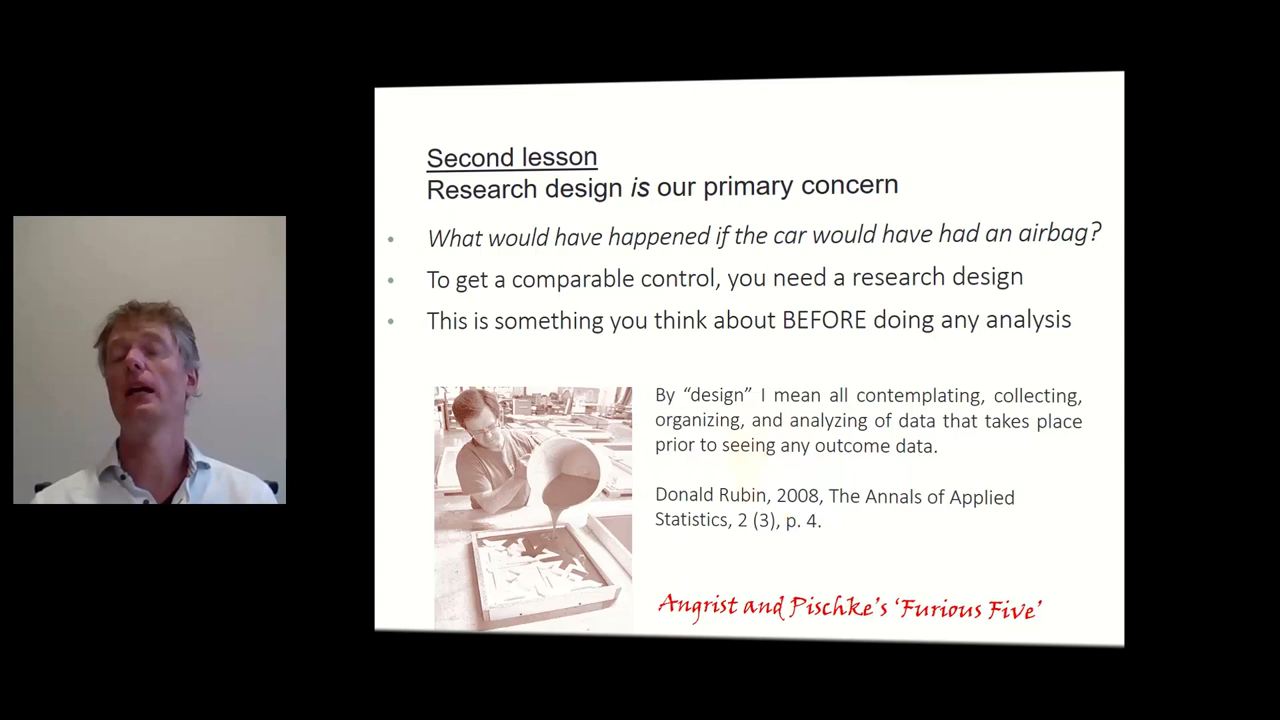 Second lesson
Research design is our primary concern
• What would have happened if the car would have had an airbag?
• To get a comparable control, you need a research design
• This is something you think about BEFORE doing any analysis
By “design” I mean all contemplating, collecting,
organizing, and analyzing of data that takes place
prior to seeing any outcome data.
Donald Rubin, 2008, The Annals of Applied
Statistics, 2 (3), p. 4.
Angrist and Pischke’s ‘Furious Five’